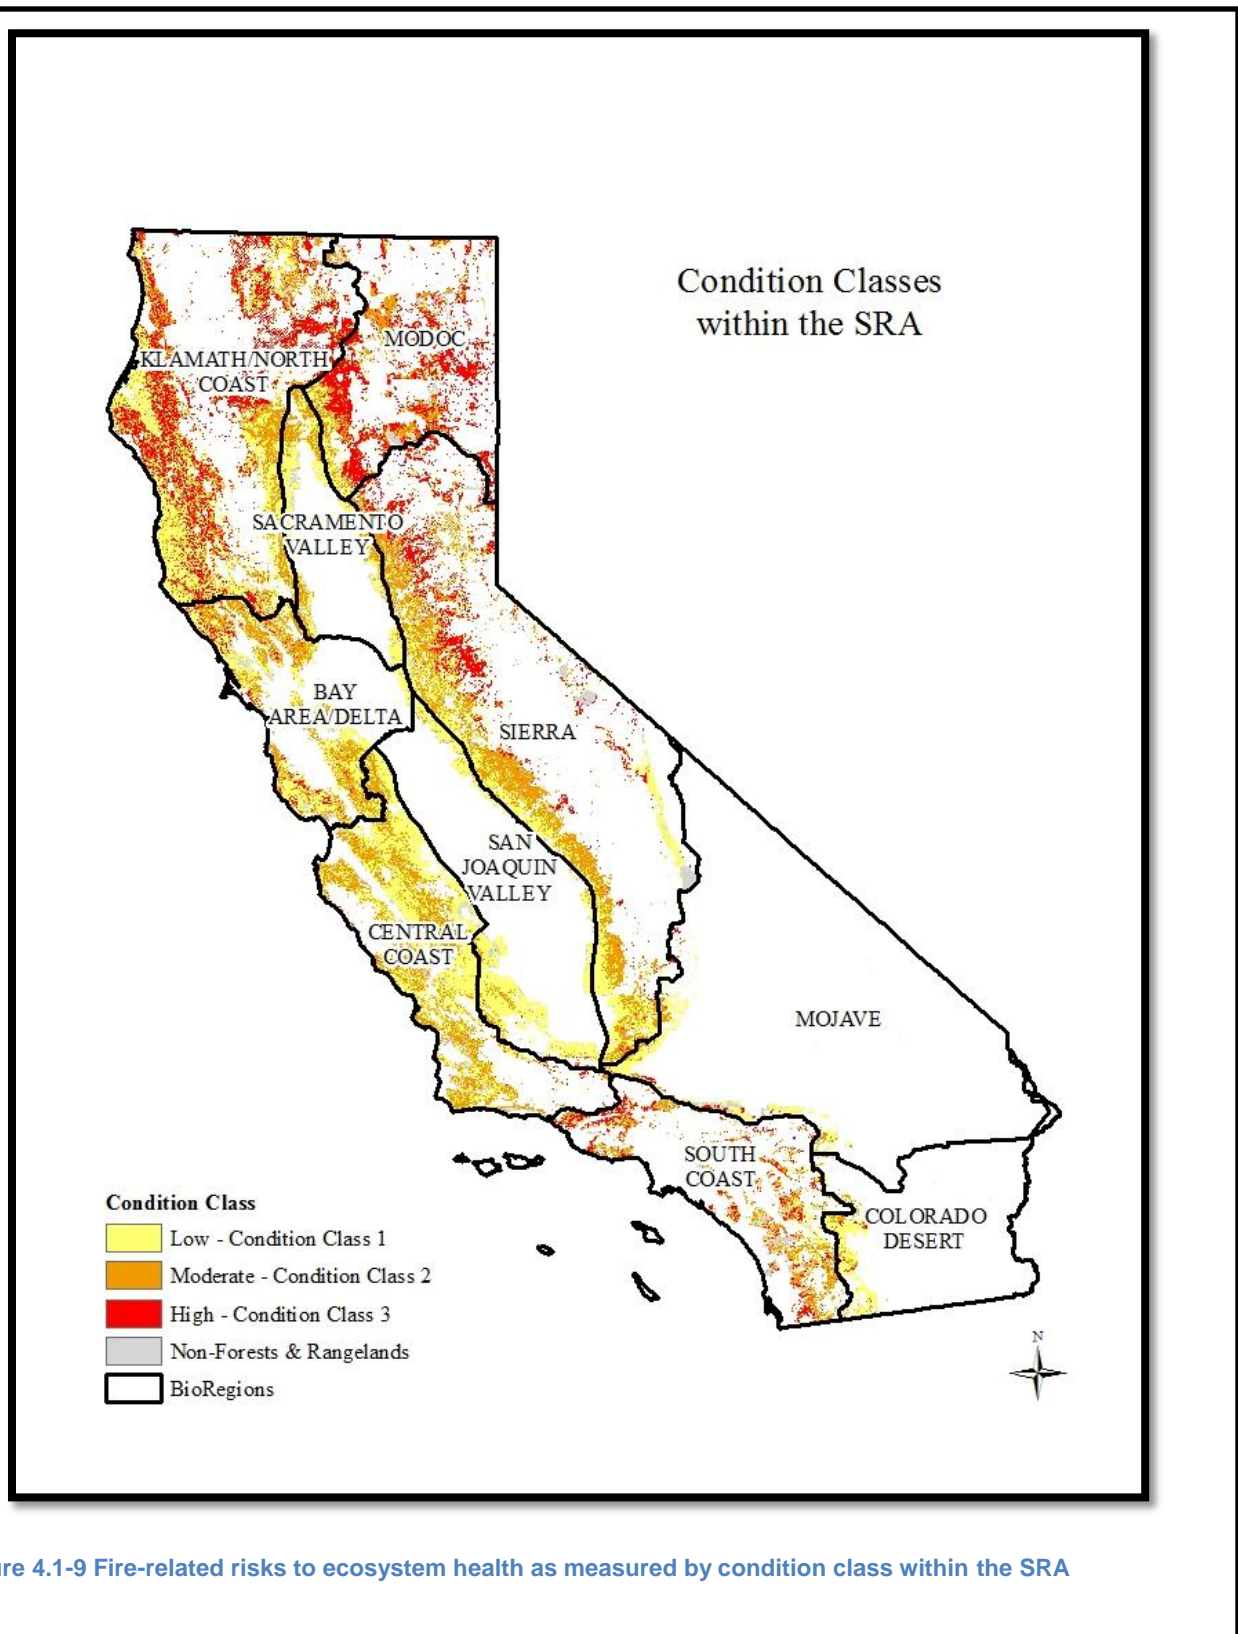 Condition Classes
within the SRA
MODOC
KLAMATH/NORTH
COAST
SACRAMENTO
VALLEY
BAY
AREA/DELTA
SIERRA
SAN
JOAQUIN
VALLEY
CENTRAL
COAST
MOJAVE
SOUTH
COAST
COLORADO
DESERT
Condition Class
Low - Condition Class 1
Moderate - Condition Class 2
High - Condition Class 3
Non-Forests & Rangelands
BioRegions
N
ure 4.1-9 Fire-related risks to ecosystem health as measured by condition class within the SRA